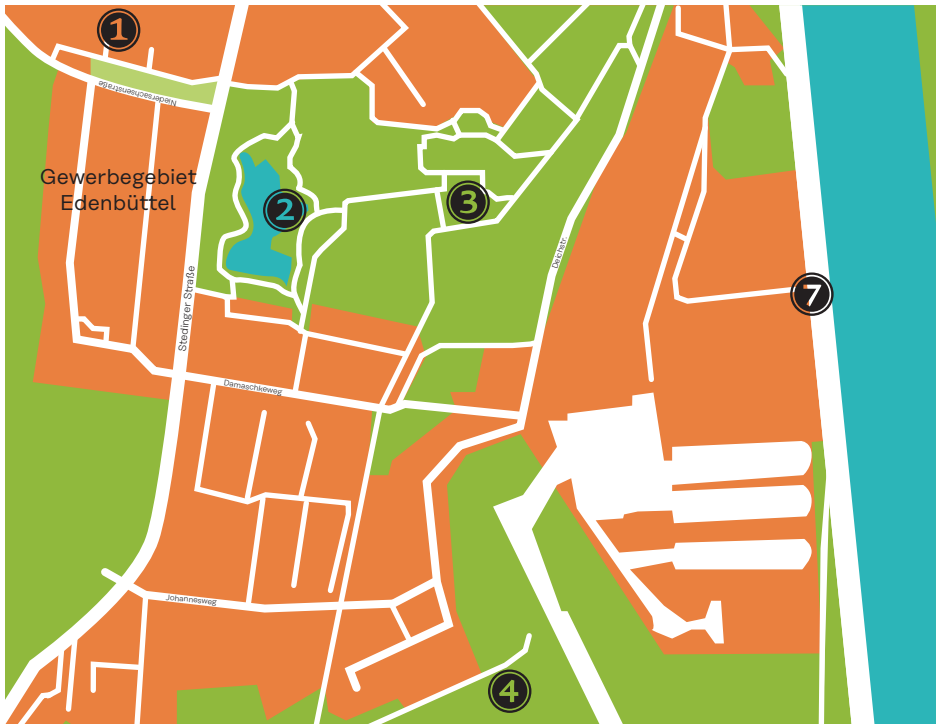 1
Niedersachsenstraße
Gewerbegebiet
Edenbüttel
2
3
Deichstr.
7
Stedinger Straße
Damaschkeweg
Johannesweg
4